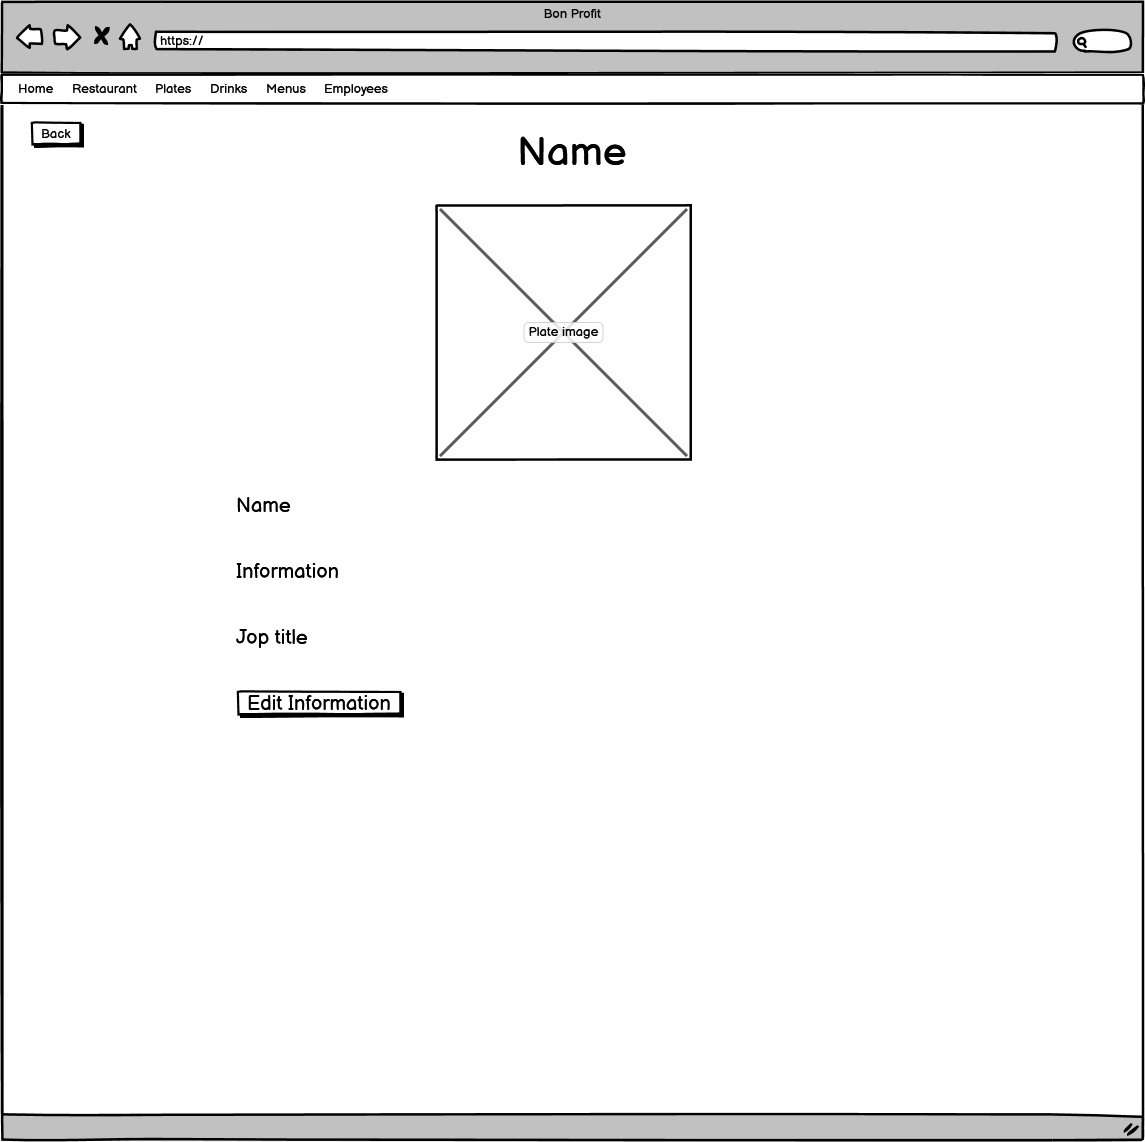 Bon Profit
https://
Home Restaurant Plates Drinks Menus Employees
Back
Name
Plate image
Name
Information
Jop title
Edit Information